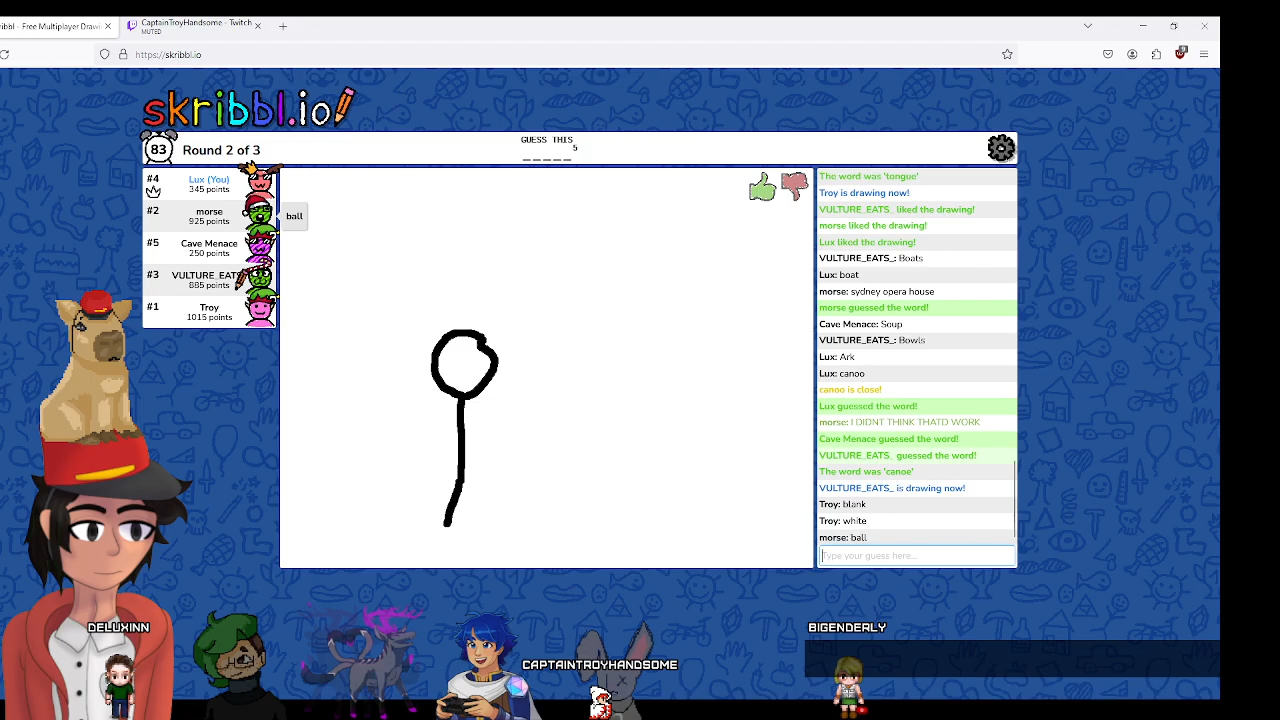 ribbl - Free Multiplayer Drawi
CaptainTroyHandsome - Twitch
MUTED
https://skribbl.io
skribbl.io
83
Round 2 of 3
GUESS THIS
_____ 5
#4 Lux (You)
345 points
#2 morse
925 points
ball
#5 Cave Menace
250 points
#3 VULTURE_EATS
885 points
#1 Troy
1015 points
The word was 'tongue'
Troy is drawing now!
VULTURE_EATS_ liked the drawing!
morse liked the drawing!
Lux liked the drawing!
VULTURE_EATS_: Boats
Lux: boat
morse: sydney opera house
morse guessed the word!
Cave Menace: Soup
VULTURE_EATS_: Bowls
Lux: Ark
Lux: canoo
canoo is close!
Lux guessed the word!
morse: I DIDNT THINK THATD WORK
Cave Menace guessed the word!
VULTURE_EATS_ guessed the word!
The word was 'canoe'
VULTURE_EATS_ is drawing now!
Troy: blank
Troy: white
morse: ball
Type your guess here...
DELUXINN
CAPTAINTROYHANDSOME
BIGENDERLY